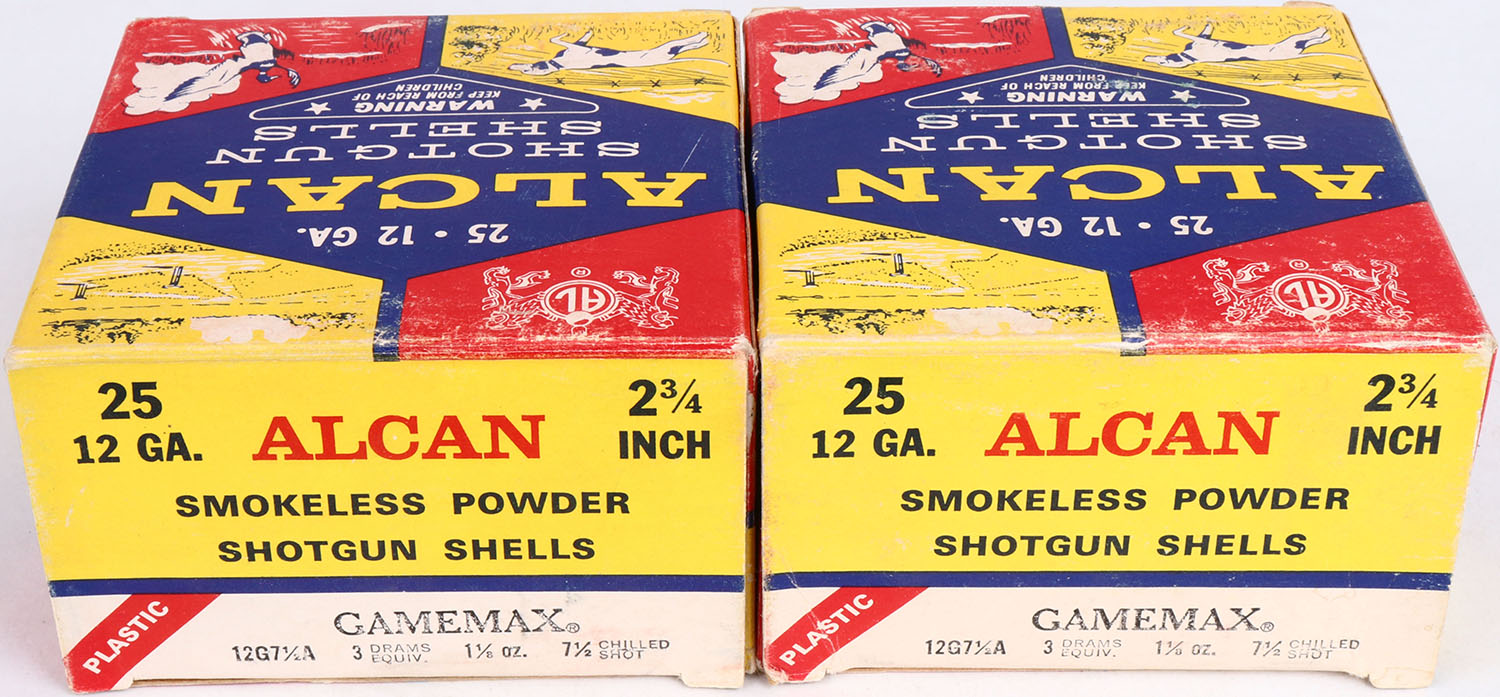 AL
25 • 12 GA.
ALCAN
SHOTGUN
SHELLS
WARNING
KEEP FROM REACH OF
CHILDREN
25
12 GA.
ALCAN
2¾
INCH
SMOKELESS POWDER
SHOTGUN SHELLS
PLASTIC
GAMEMAX®
12G7½A 3 DRAMS EQUIV. 1⅛ OZ. 7½ CHILLED SHOT
AL
25 • 12 GA.
ALCAN
SHOTGUN
SHELLS
WARNING
KEEP FROM REACH OF
CHILDREN
25
12 GA.
ALCAN
2¾
INCH
SMOKELESS POWDER
SHOTGUN SHELLS
PLASTIC
GAMEMAX®
12G7½A 3 DRAMS EQUIV. 1⅛ OZ. 7½ CHILLED SHOT